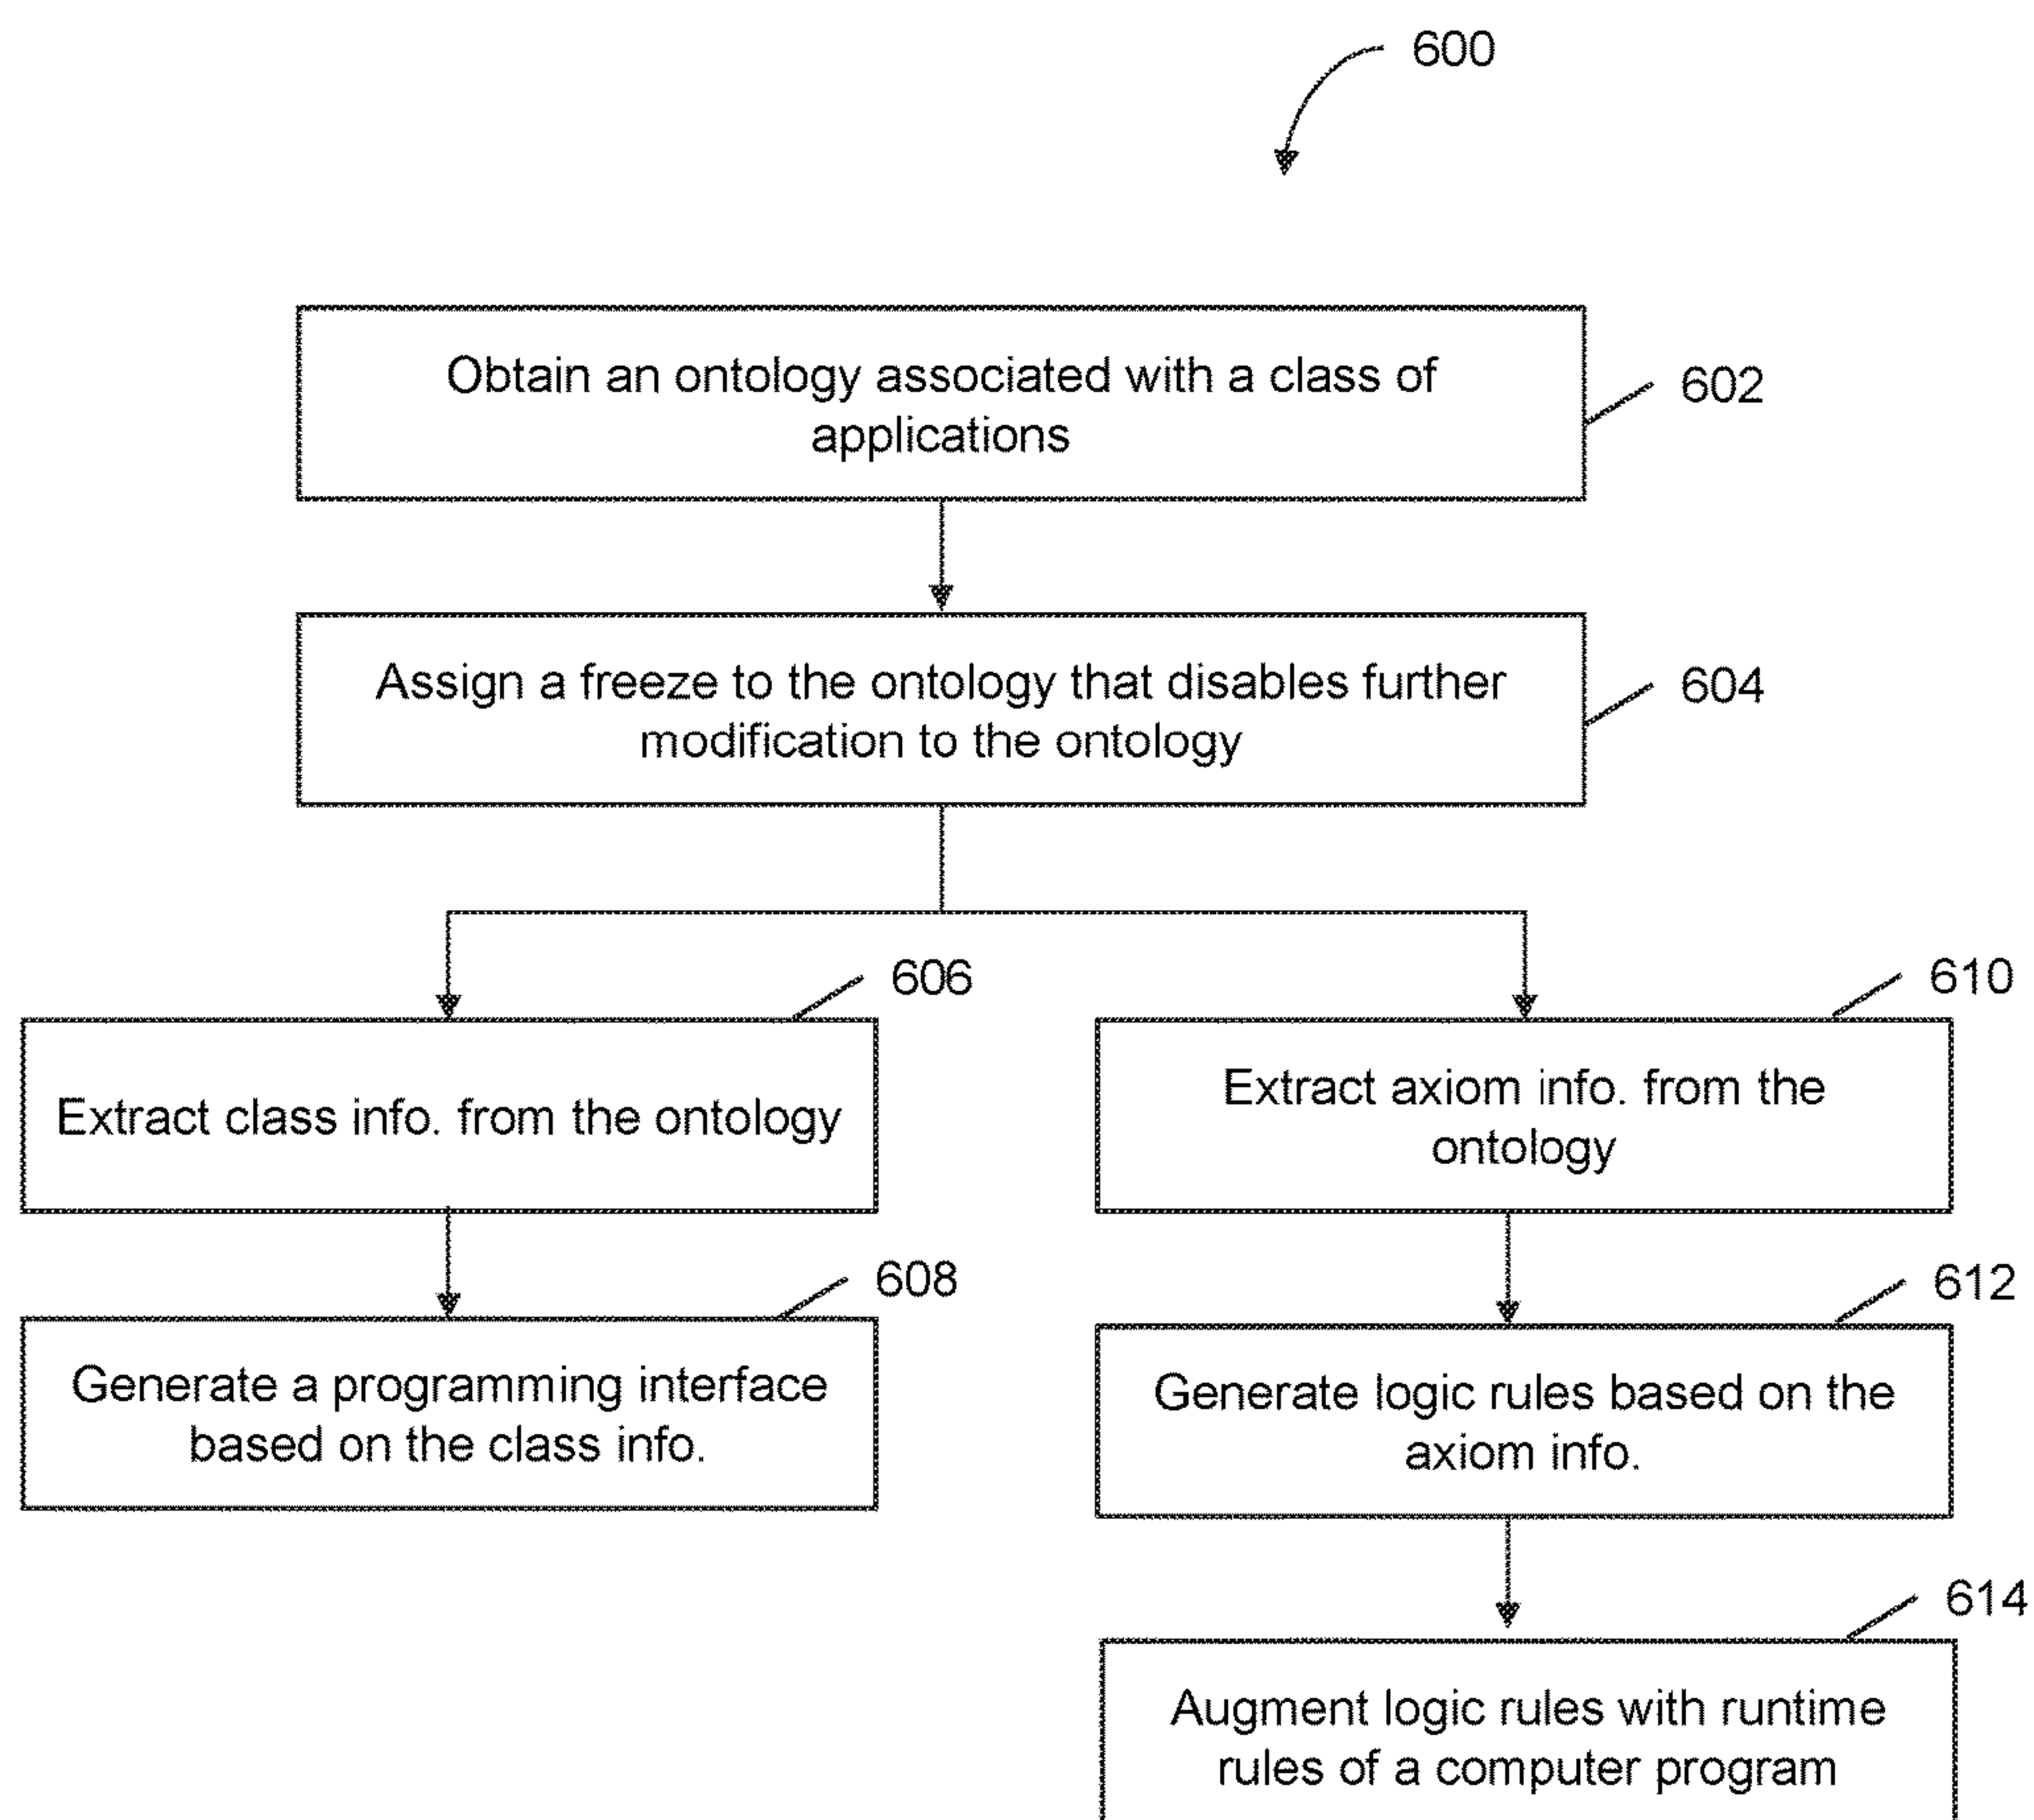 600
Obtain an ontology associated with a class of
applications
602
Assign a freeze to the ontology that disables further
modification to the ontology
604
606
610
Extract class info. from the ontology
Extract axiom info. from the
ontology
608
612
Generate a programming interface
based on the class info.
Generate logic rules based on the
axiom info.
614
Augment logic rules with runtime
rules of a computer program